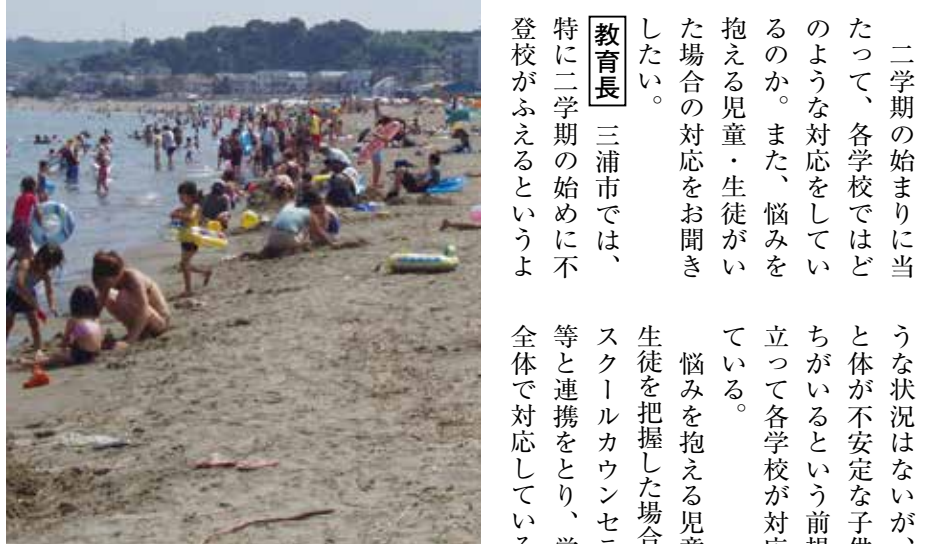 二学期の始まりに当
たって、各学校ではど
のような対応をしてい
るのか。また、悩みを
抱える児童・生徒がい
た場合の対応をお聞き
したい。
教育長 三浦市では、
特に二学期の始めに不
登校がふえるというよ
うな状況はないが、
と体が不安定な子供
ちがいるという前提
立って各学校が対応
ている。
悩みを抱える児童
生徒を把握した場合
スクールカウンセラ
等と連携をとり、学
全体で対応している